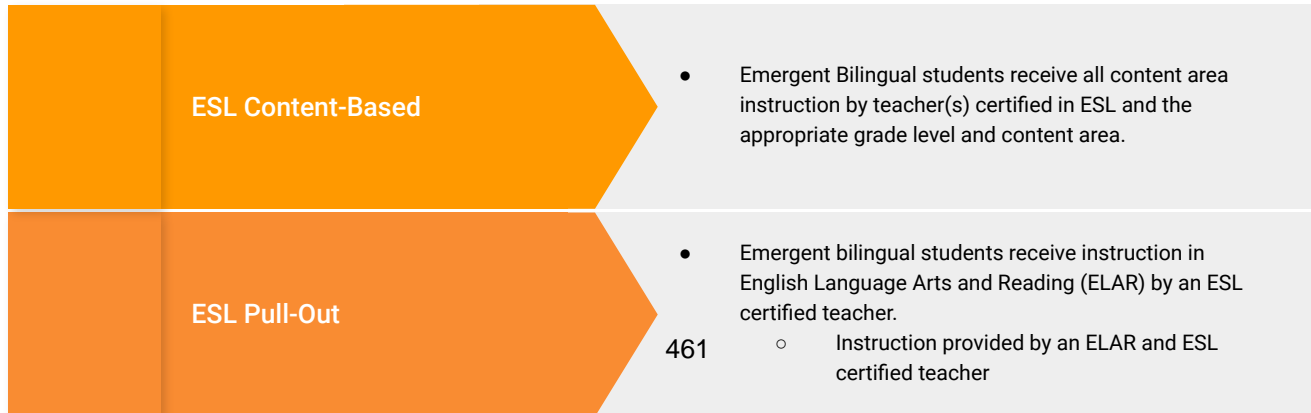 ESL Content-Based
● Emergent Bilingual students receive all content area
instruction by teacher(s) certified in ESL and the
appropriate grade level and content area.
ESL Pull-Out
● Emergent bilingual students receive instruction in
English Language Arts and Reading (ELAR) by an ESL
certified teacher.
461
○ Instruction provided by an ELAR and ESL
certified teacher